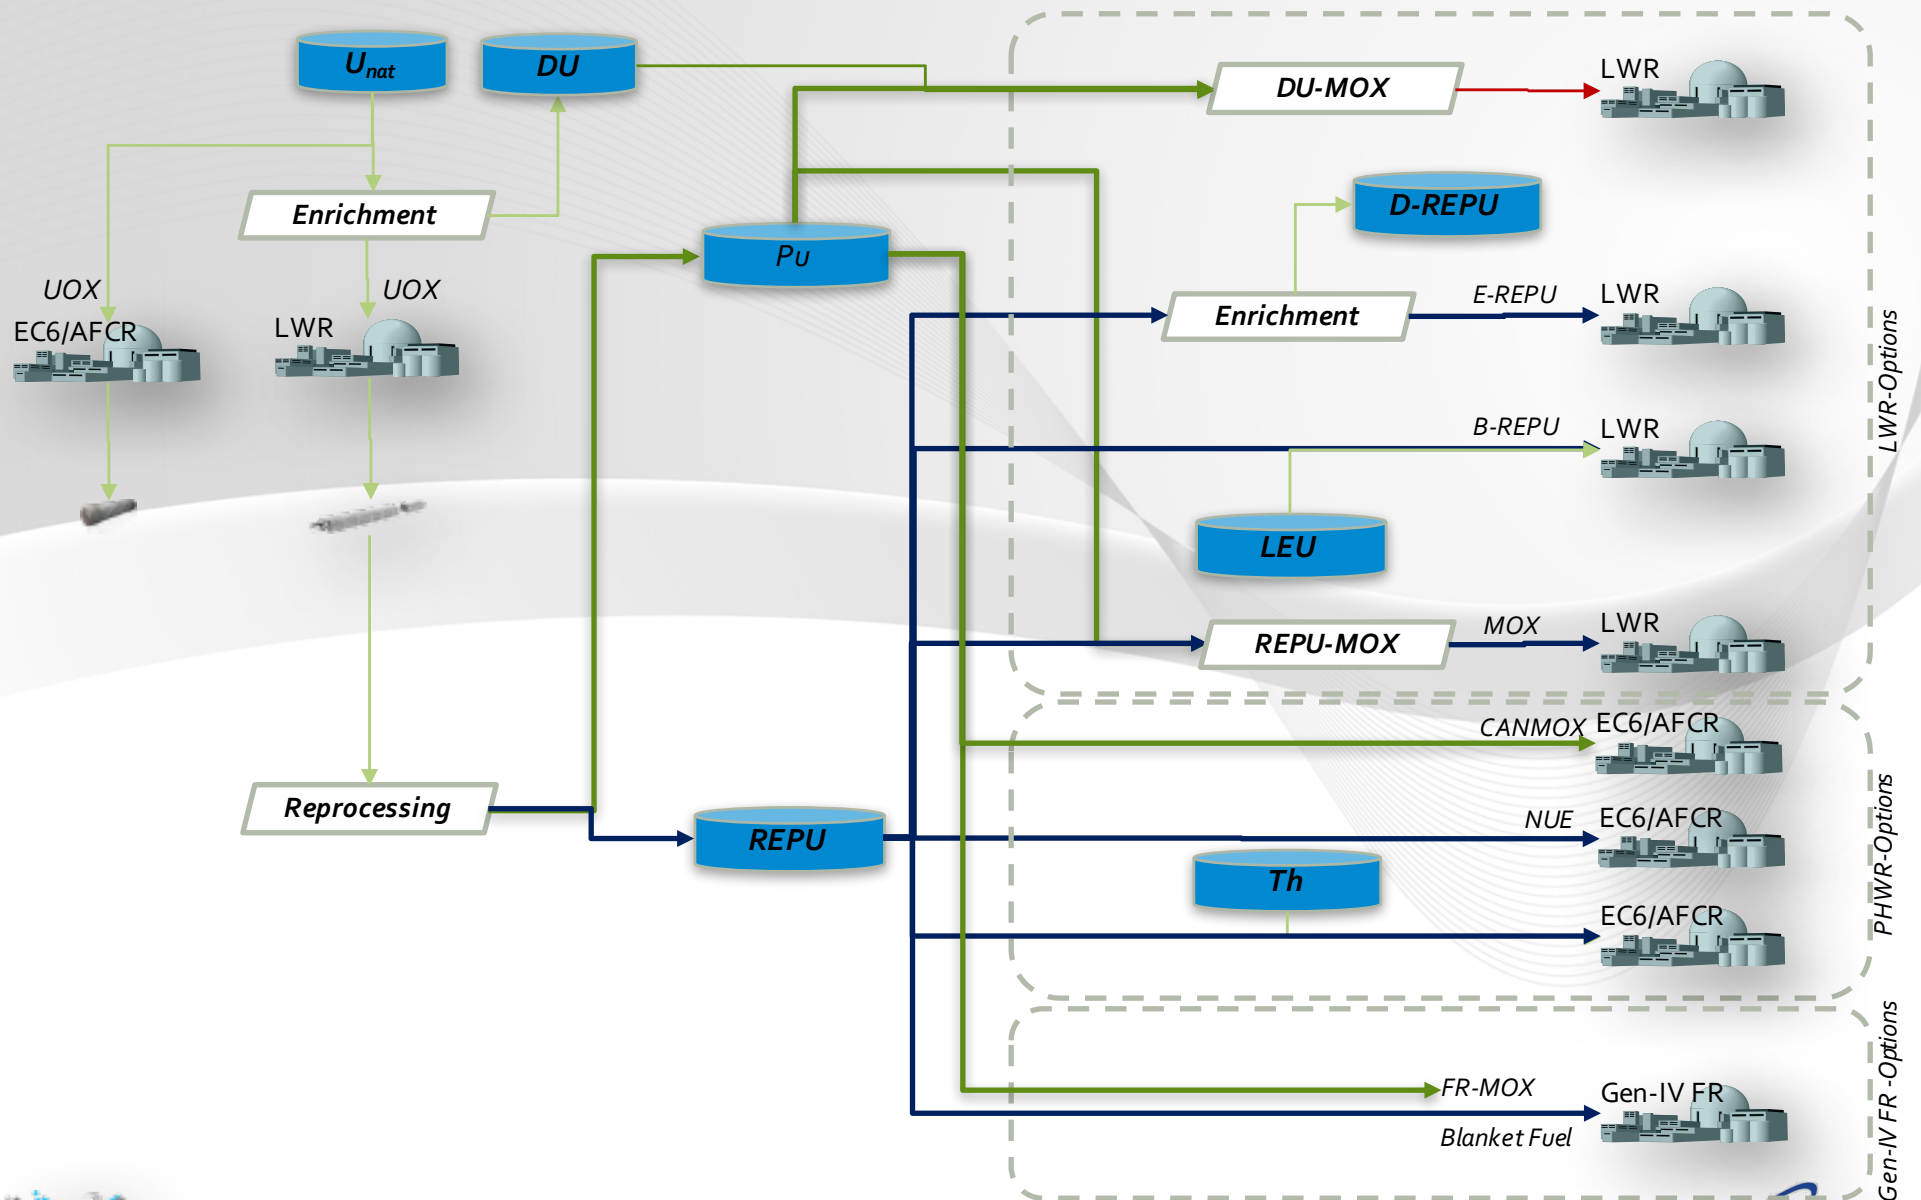 Unat
DU
DU-MOX
LWR
Enrichment
D-REPU
Pu
UOX
UOX
EC6/AFCR
LWR
Enrichment
E-REPU
LWR
B-REPU
LWR
LEU
LWR-Options
REPU-MOX
MOX
LWR
CANMOX
EC6/AFCR
Reprocessing
REPU
NUE
EC6/AFCR
Th
EC6/AFCR
PHWR-Options
FR-MOX
Gen-IV FR
Blanket Fuel
Gen-IV FR -Options